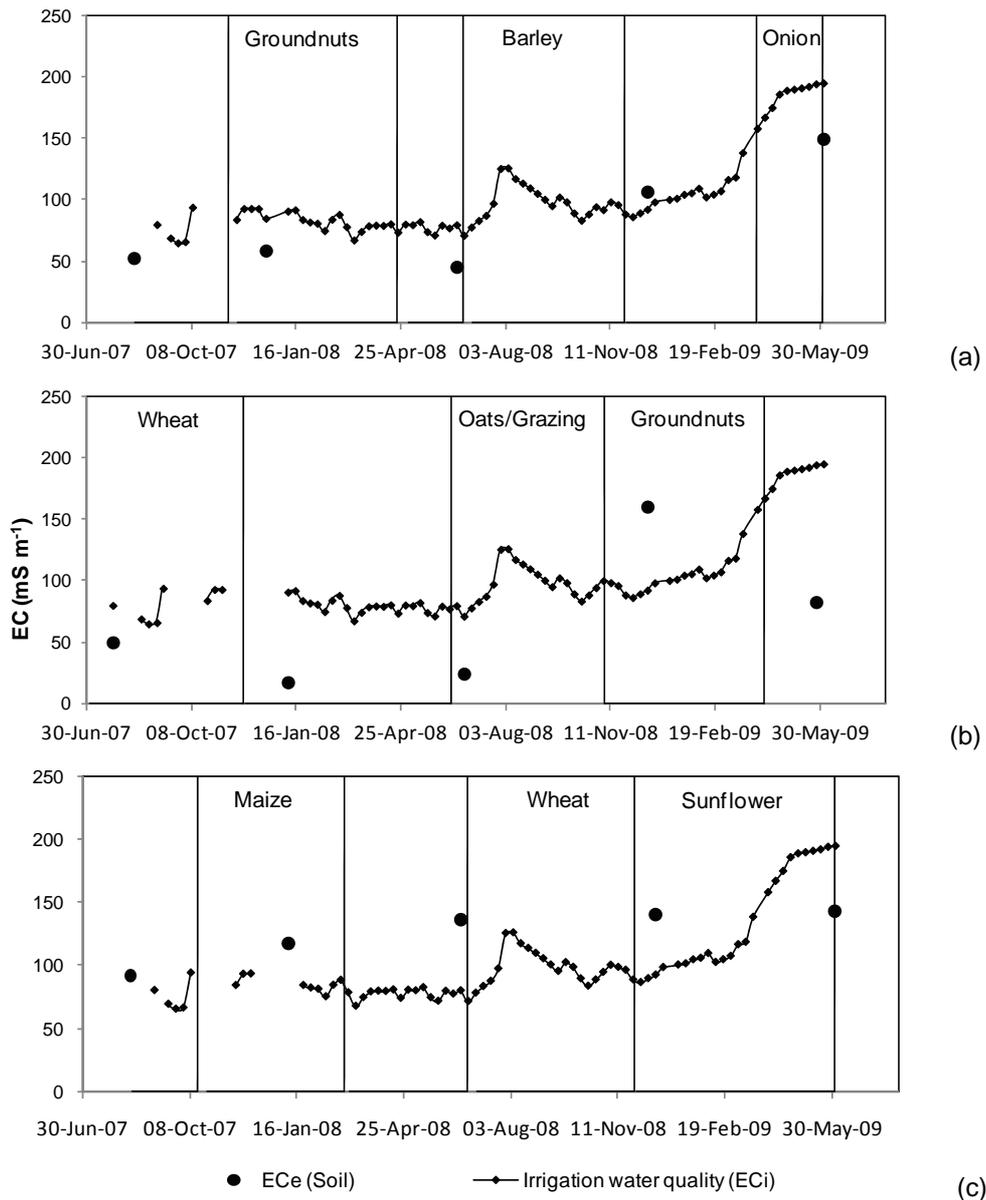 250
Groundnuts Barley Onion
200
150
100
50
0
30-Jun-07 08-Oct-07 16-Jan-08 25-Apr-08 03-Aug-08 11-Nov-08 19-Feb-09 30-May-09
(a)
250
Wheat Oats/Grazing Groundnuts
200
150
100
50
0
EC (mS m-1)
30-Jun-07 08-Oct-07 16-Jan-08 25-Apr-08 03-Aug-08 11-Nov-08 19-Feb-09 30-May-09
(b)
250
Maize Wheat Sunflower
200
150
100
50
0
30-Jun-07 08-Oct-07 16-Jan-08 25-Apr-08 03-Aug-08 11-Nov-08 19-Feb-09 30-May-09
ECe (Soil) Irrigation water quality (ECi)
(c)